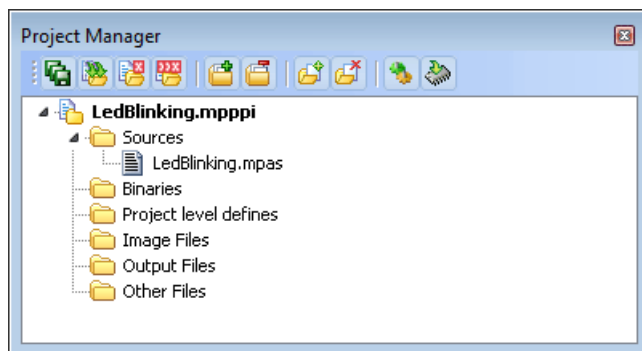 Project Manager
LedBlinking.mpppi
Sources
LedBlinking.mpas
Binaries
Project level defines
Image Files
Output Files
Other Files